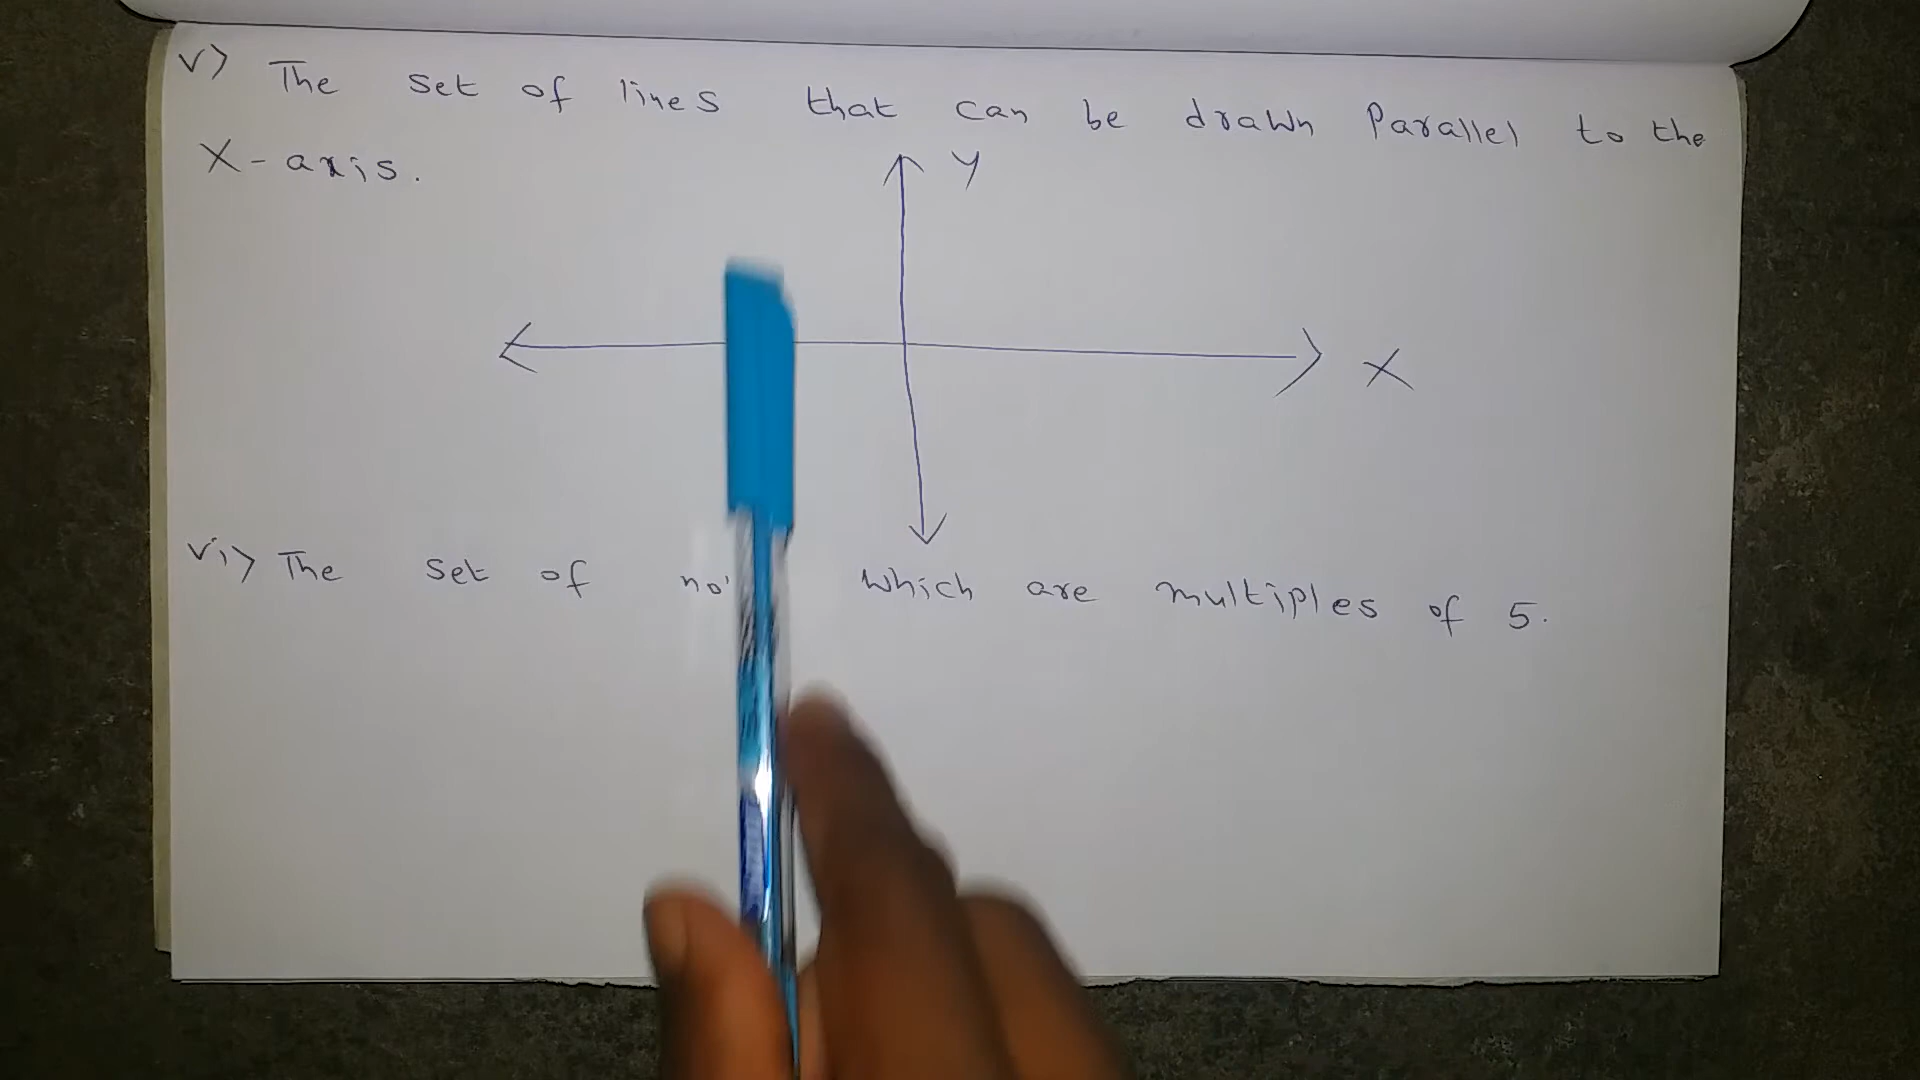 v) The set of lines that can be drawn Parallel to the
X-axis.
Y
X
vi) The set of which are multiples of 5.